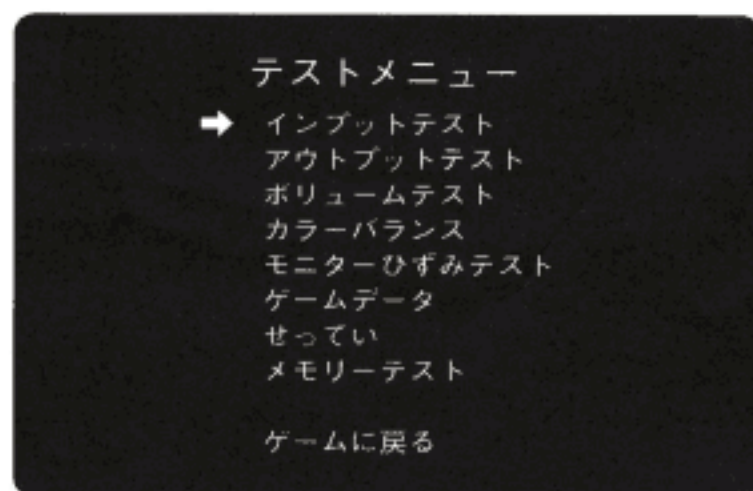 テストメニュー
インプットテスト
アウトプットテスト
ボリュームテスト
カラーバランス
モニターひずみテスト
ゲームデータ
せってい
メモリーテスト
ゲームに戻る